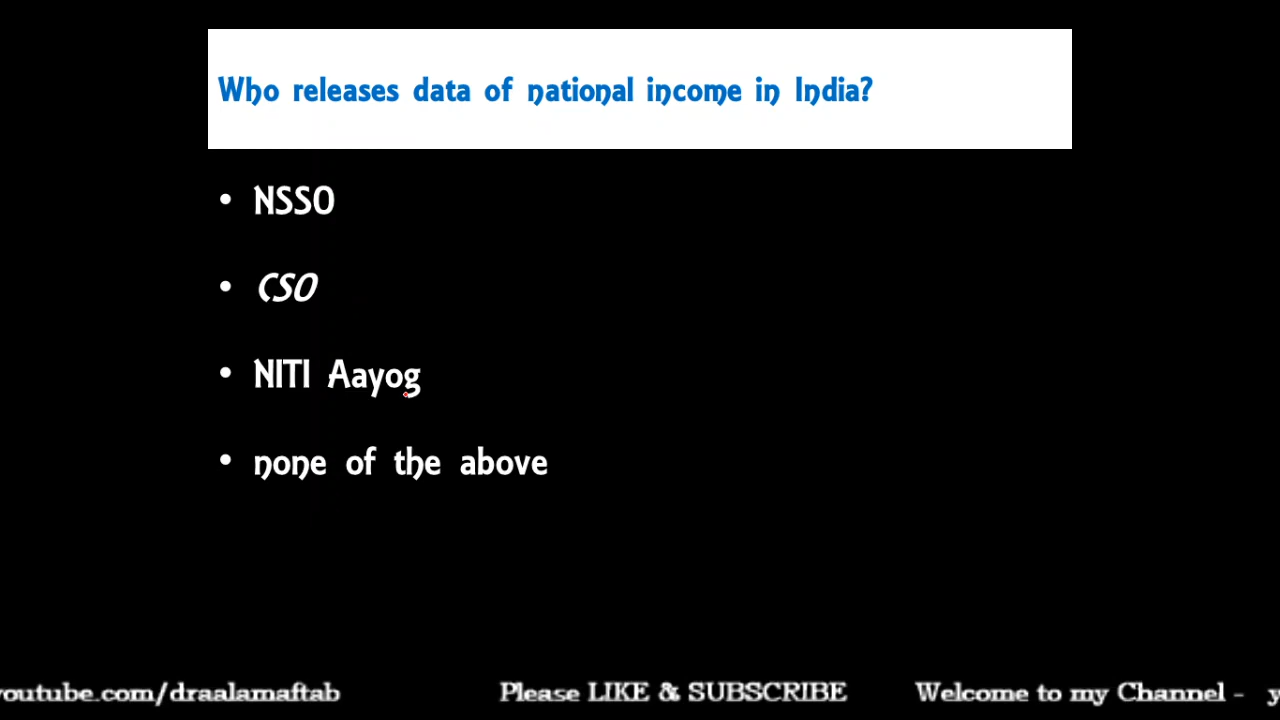 Who releases data of national income in India?
• NSSO
• CSO
• NITI Aayog
• none of the above
youtube.com/draalamaftab Please LIKE & SUBSCRIBE Welcome to my Channel - y